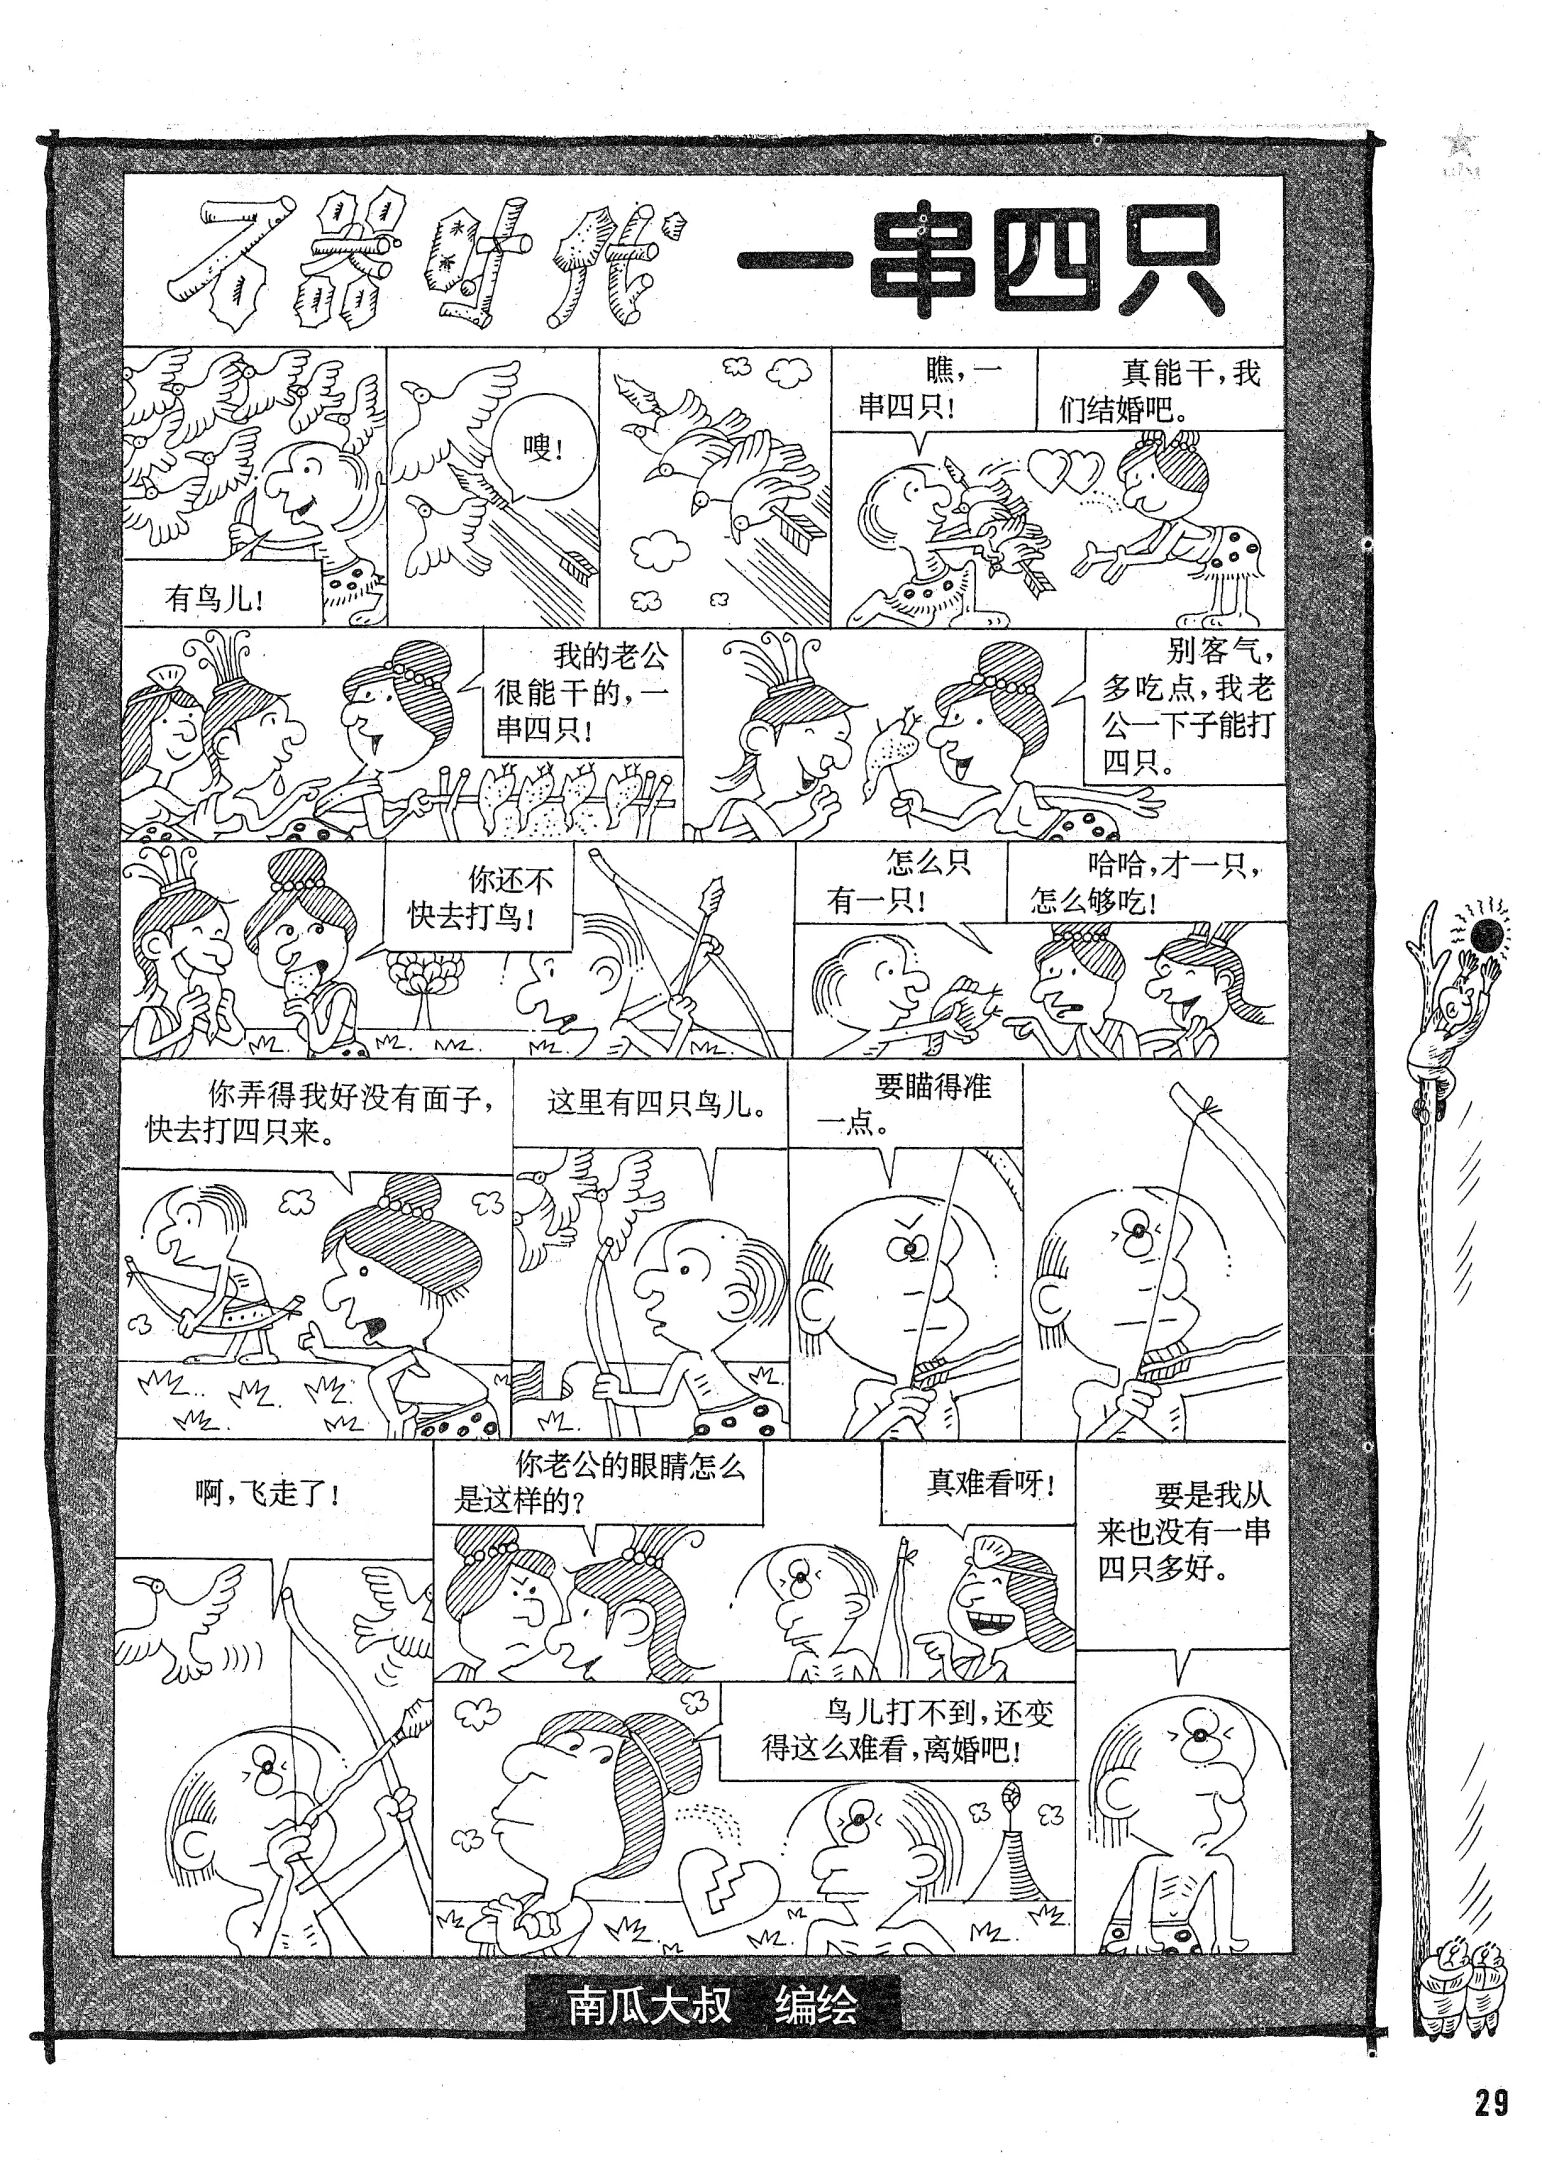 石器时代
一串四只
有鸟儿！
嗖！
瞧，一
串四只！
真能干，我
们结婚吧。
我的老公
很能干的，一
串四只！
别客气，
多吃点，我老
公一下子能打
四只。
你还不
快去打鸟！
怎么只
有一只！
哈哈，才一只，
怎么够吃！
你弄得我好没有面子，
快去打四只来。
这里有四只鸟儿。
要瞄得准
一点。
啊，飞走了！
你老公的眼睛怎么
是这样的？
真难看呀！
鸟儿打不到，还变
得这么难看，离婚吧！
要是我从
来也没有一串
四只多好。
南瓜大叔 编绘
29